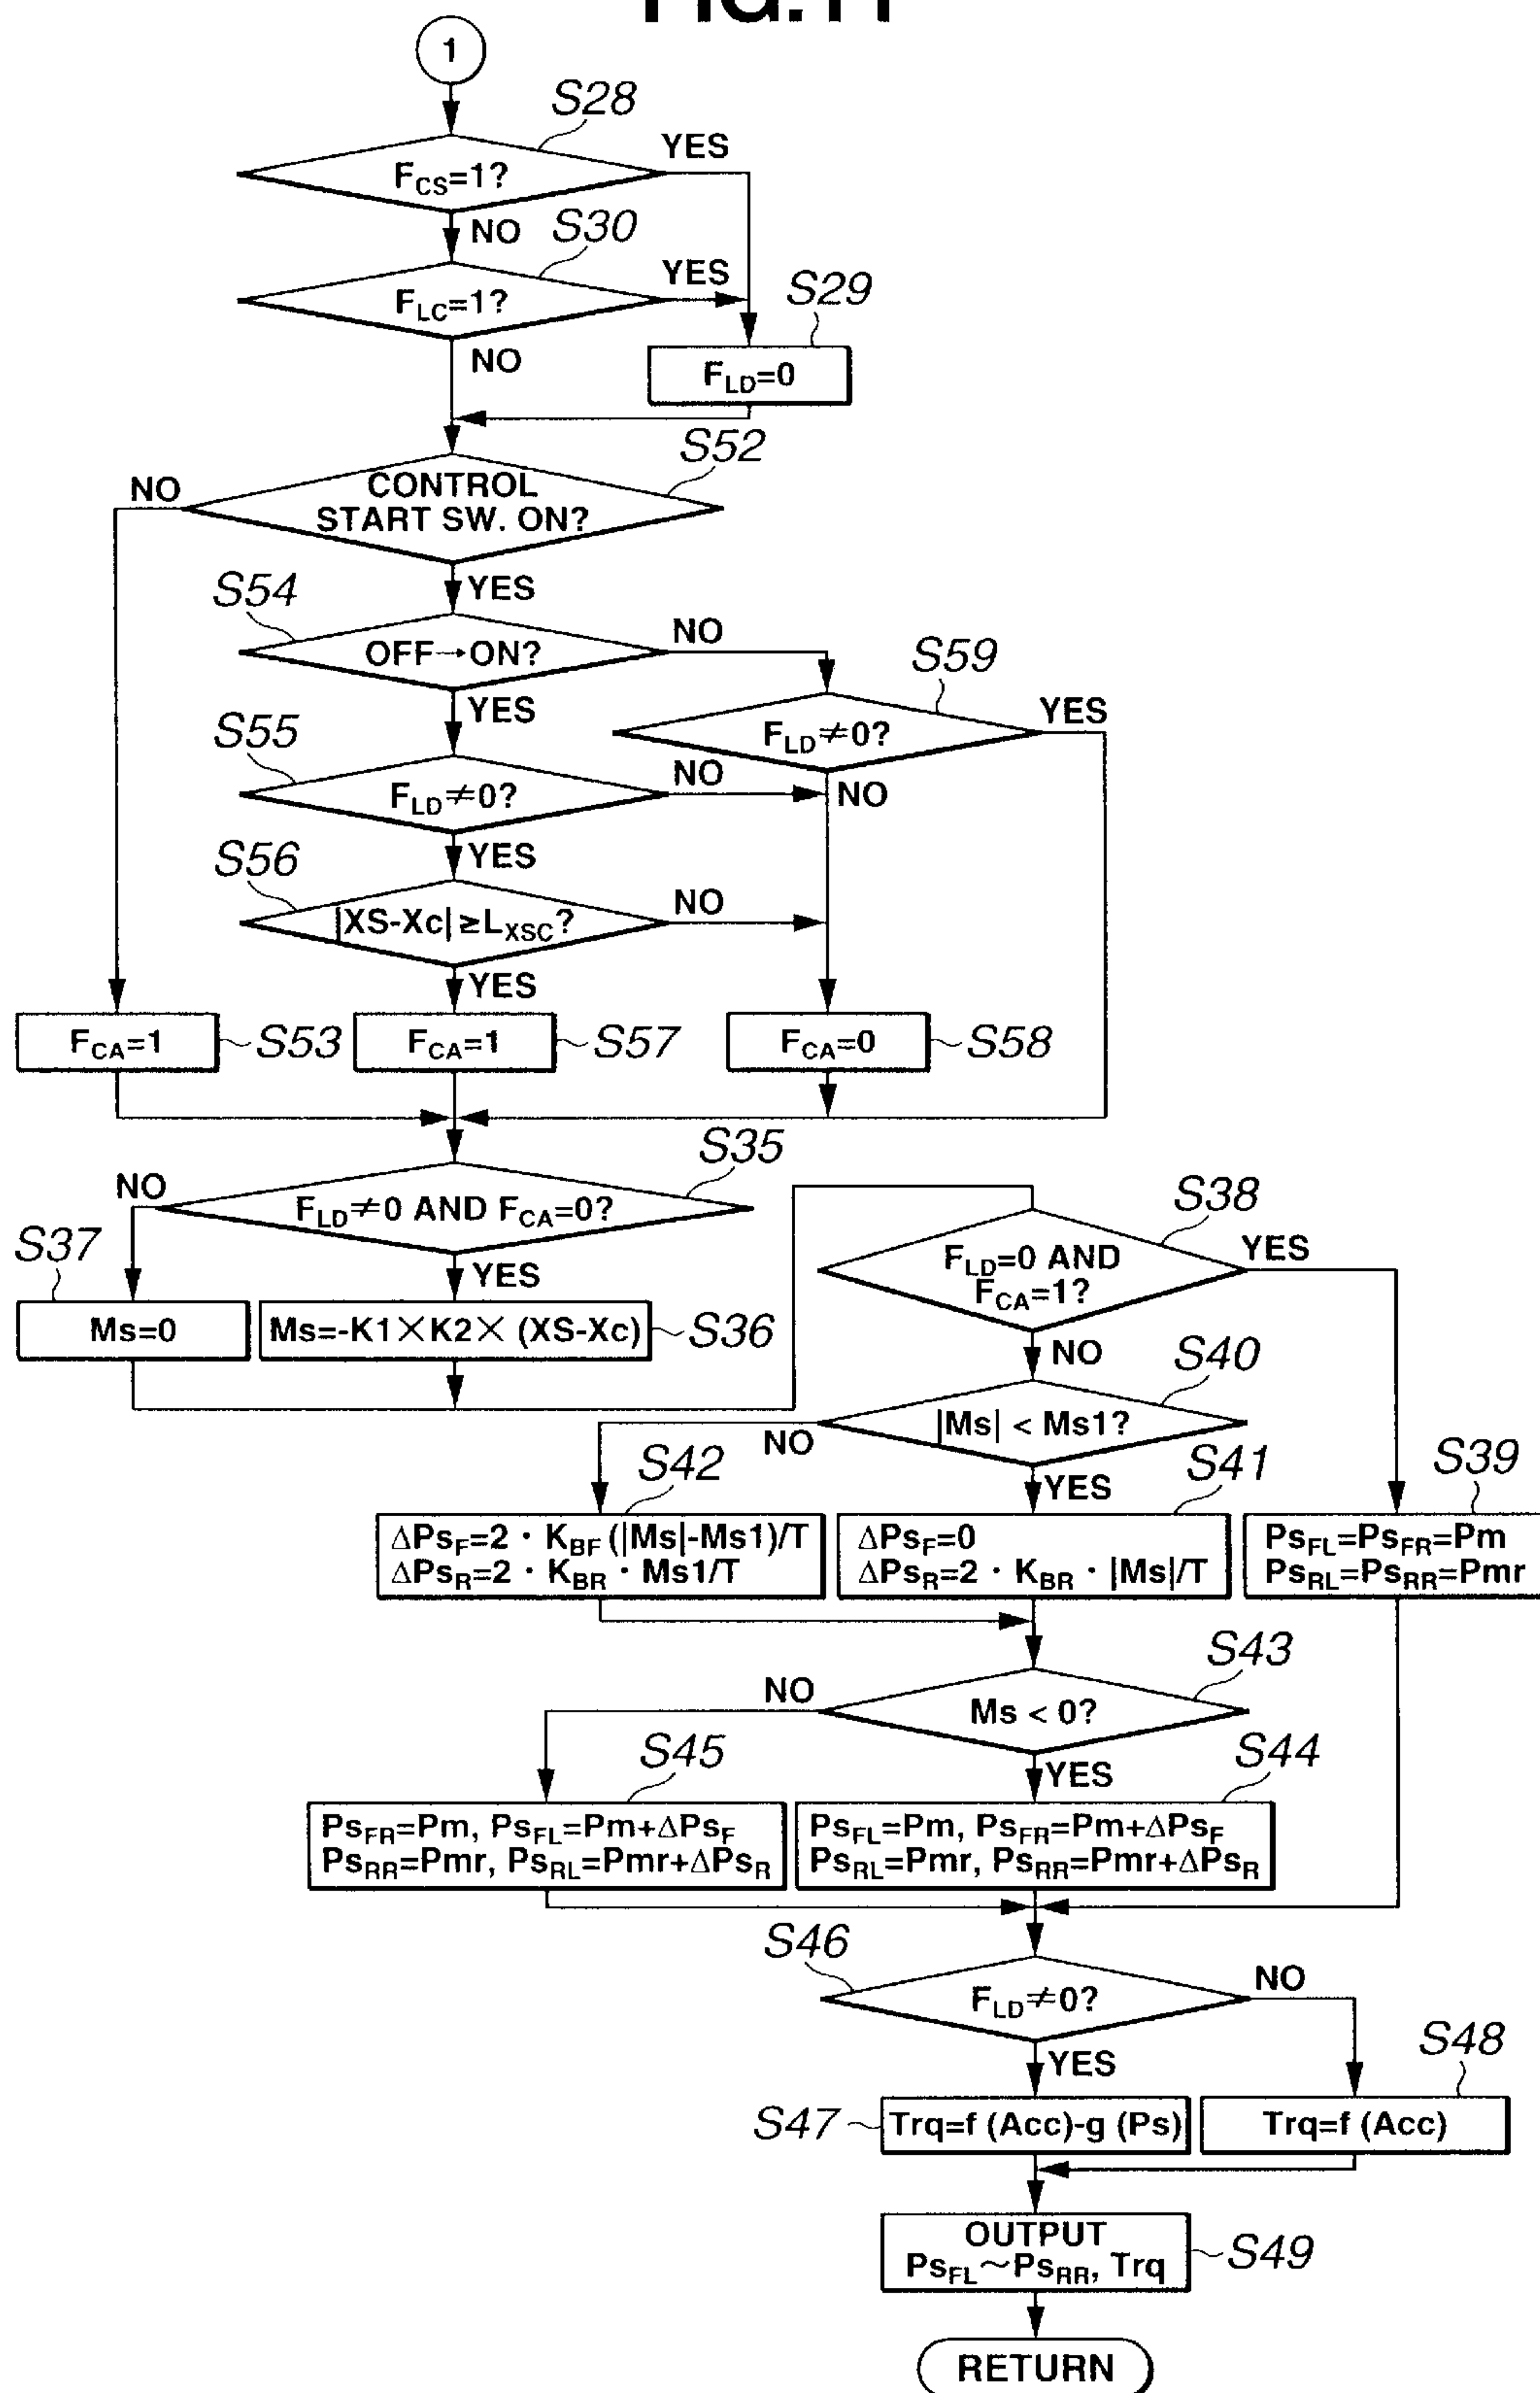 1
S28
F_CS=1?
YES
NO
S30
F_LC=1?
YES
NO
S29
F_LD=0
S52
CONTROL
START SW. ON?
NO
YES
S54
OFF→ON?
NO
YES
S59
F_LD≠0?
YES
NO
S55
F_LD≠0?
NO
YES
S56
|XS-Xc|≥L_XSC?
NO
YES
F_CA=1
S53
F_CA=1
S57
F_CA=0
S58
S35
F_LD≠0 AND F_CA=0?
NO
YES
S37
Ms=0
Ms=-K1×K2× (XS-Xc)
S36
S38
F_LD=0 AND
F_CA=1?
YES
NO
S40
|Ms| < Ms1?
NO
YES
S42
ΔPs_F=2 · K_BF (|Ms|-Ms1)/T
ΔPs_R=2 · K_BR · Ms1/T
S41
ΔPs_F=0
ΔPs_R=2 · K_BR · |Ms|/T
S39
Ps_FL=Ps_FR=Pm
Ps_RL=Ps_RR=Pmr
S43
Ms < 0?
NO
YES
S45
Ps_FR=Pm, Ps_FL=Pm+ΔPs_F
Ps_RR=Pmr, Ps_RL=Pmr+ΔPs_R
S44
Ps_FL=Pm, Ps_FR=Pm+ΔPs_F
Ps_RL=Pmr, Ps_RR=Pmr+ΔPs_R
S46
F_LD≠0?
NO
YES
S47
Trq=f (Acc)-g (Ps)
S48
Trq=f (Acc)
OUTPUT
Ps_FL~Ps_RR, Trq
S49
RETURN